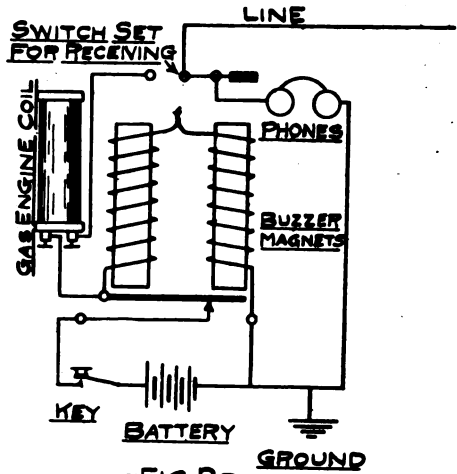 LINE
SWITCH SET
FOR RECEIVING
GAS ENGINE COIL
PHONES
BUZZER
MAGNETS
KEY
BATTERY
GROUND